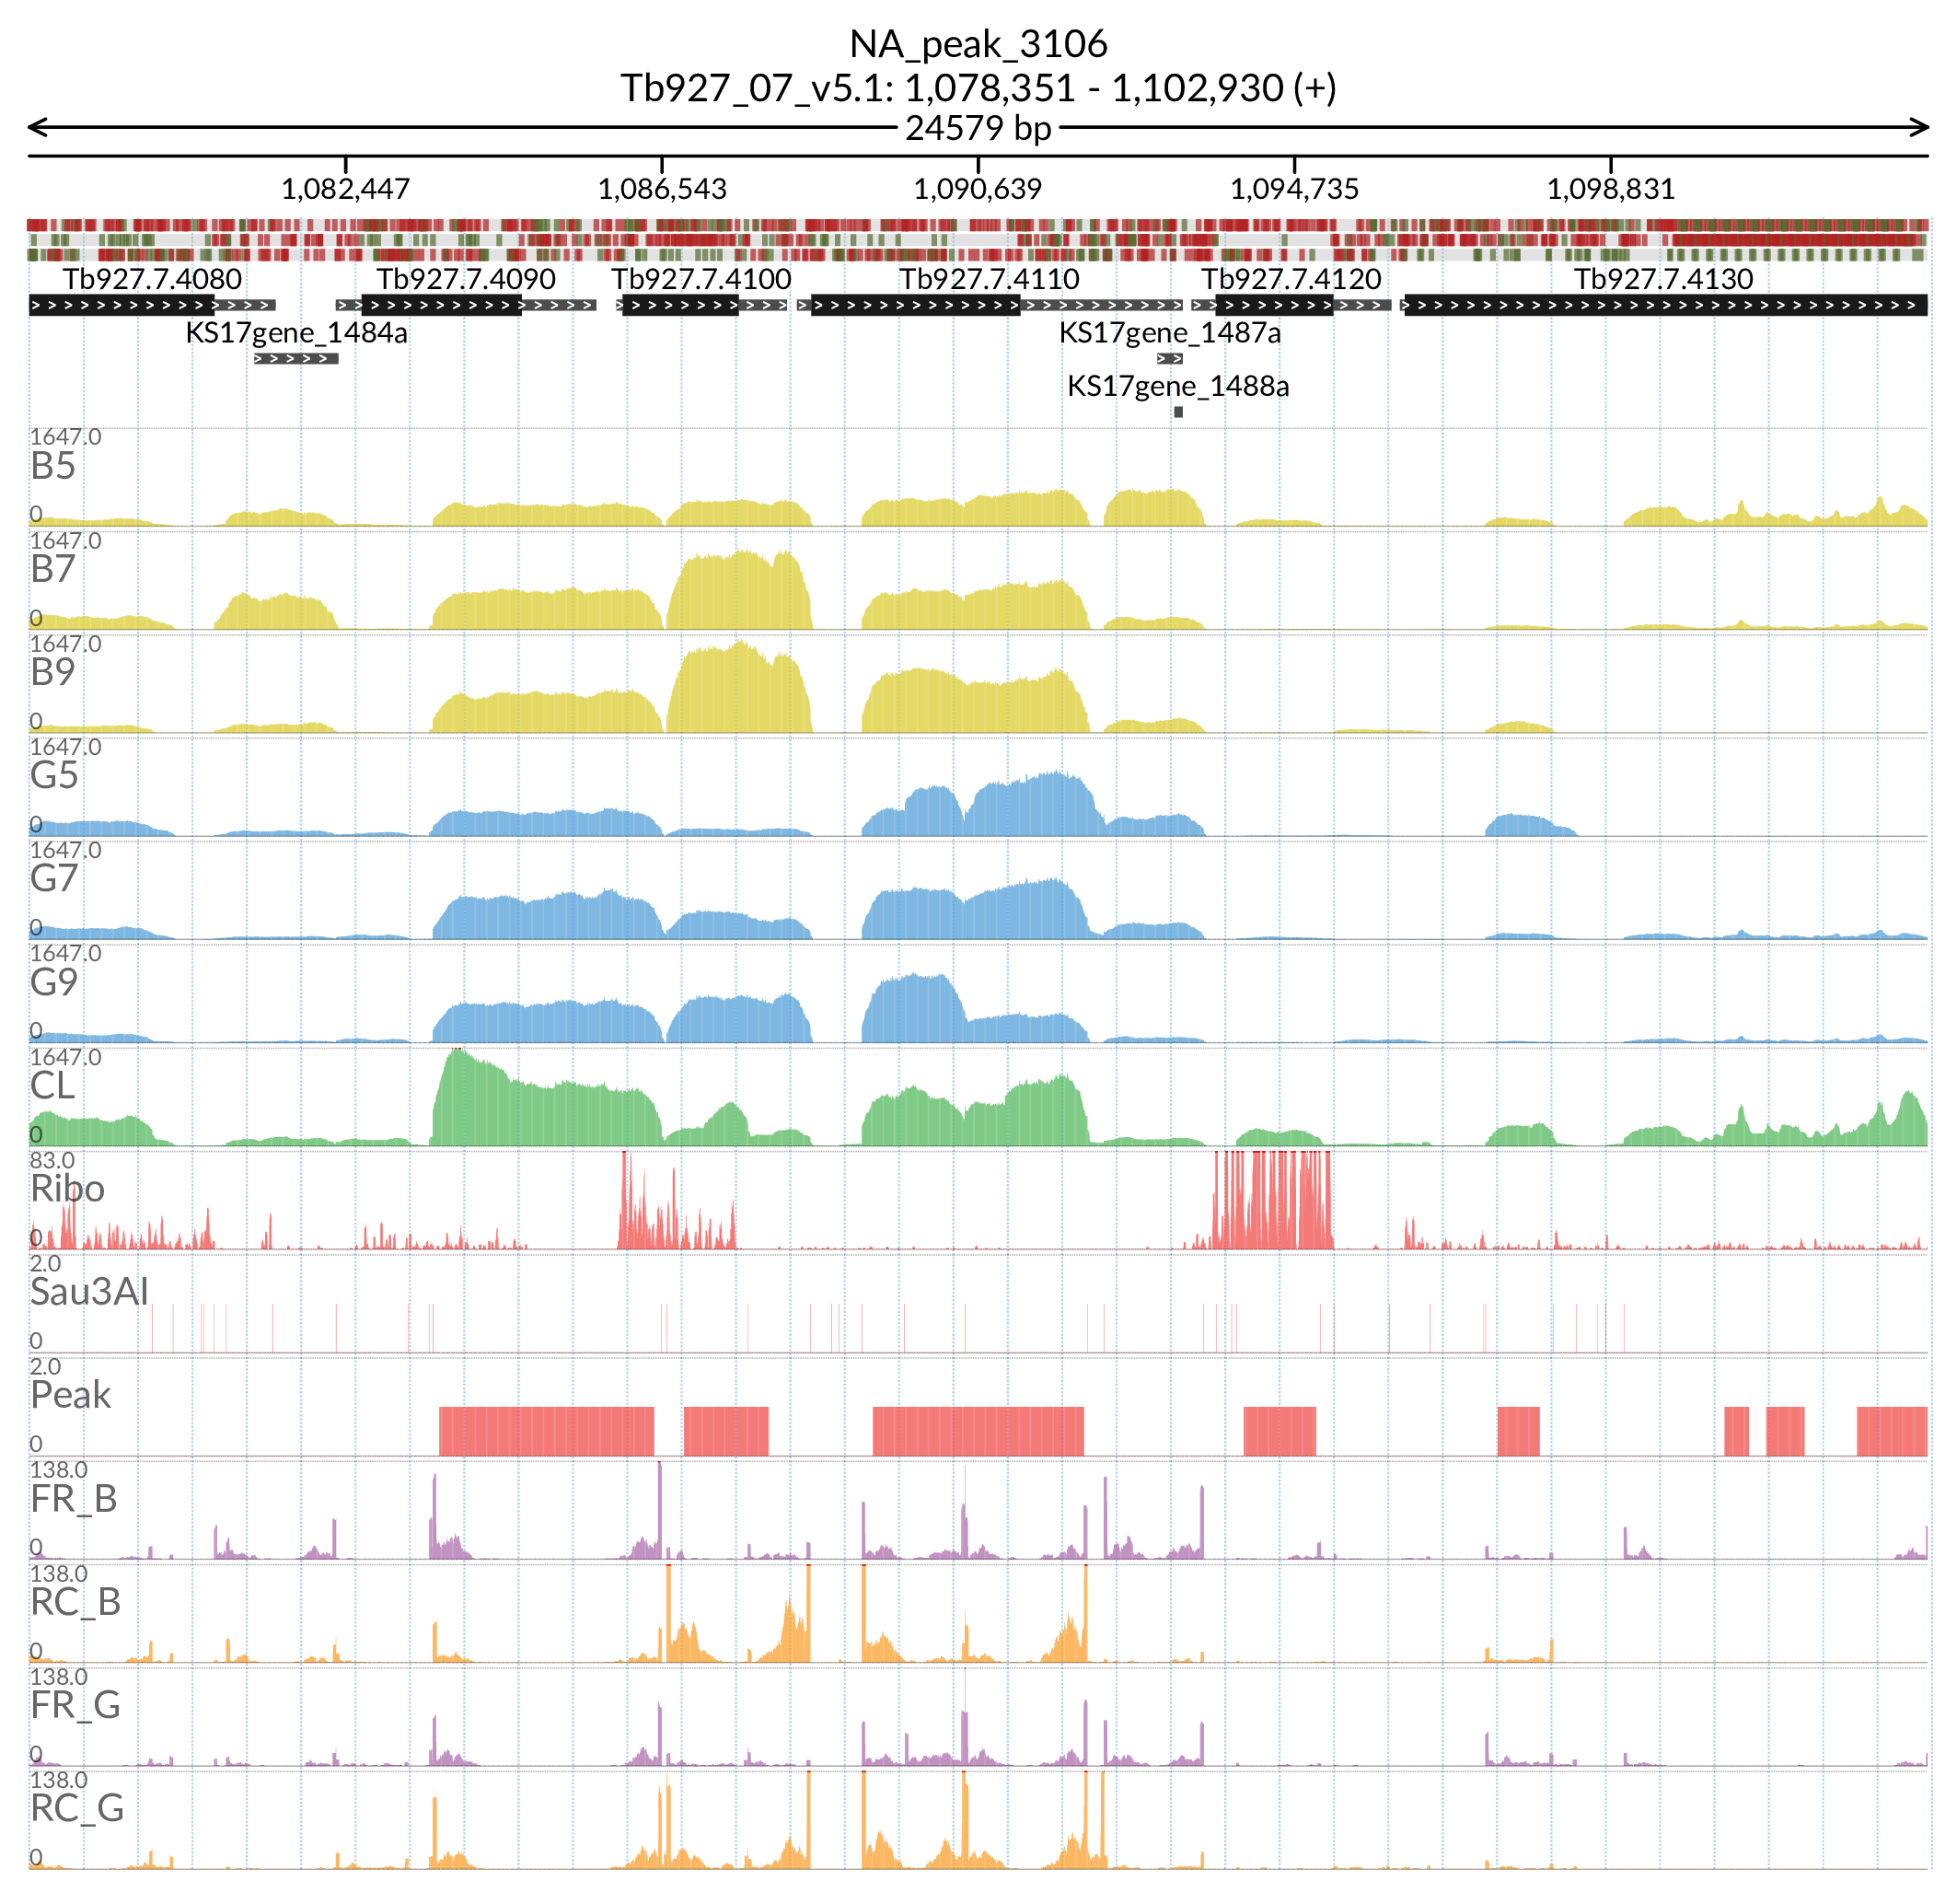 NA_peak_3106
Tb927_07_v5.1: 1,078,351 - 1,102,930 (+)
24579 bp
1,082,447 1,086,543 1,090,639 1,094,735 1,098,831
Tb927.7.4080 Tb927.7.4090 Tb927.7.4100 Tb927.7.4110 Tb927.7.4120 Tb927.7.4130
KS17gene_1484a KS17gene_1487a
KS17gene_1488a
1647.0
B5
0
1647.0
B7
0
1647.0
B9
0
1647.0
G5
0
1647.0
G7
0
1647.0
G9
0
1647.0
CL
0
83.0
Ribo
0
2.0
Sau3AI
0
2.0
Peak
0
138.0
FR_B
0
138.0
RC_B
0
138.0
FR_G
0
138.0
RC_G
0